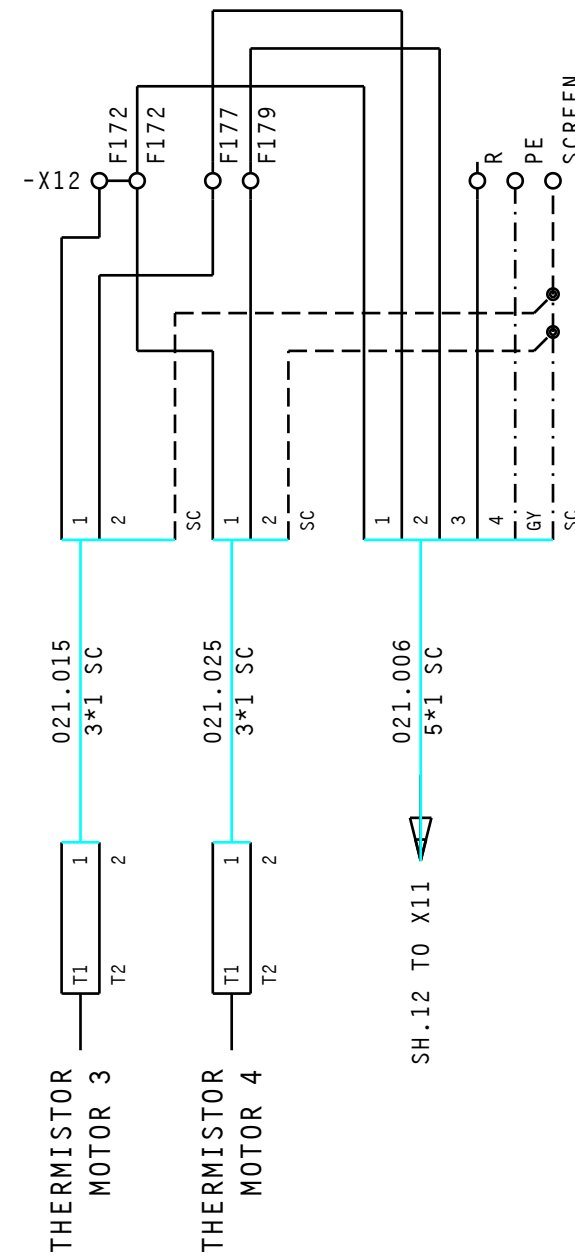 -X12
F172
F172
F177
F179
R
PE
SCREEN
1
2
SC
1
2
SC
1
2
3
4
GY
SC
021.015
3*1 SC
021.025
3*1 SC
021.006
5*1 SC
1
2
T1
T2
1
2
T1
T2
SH.12 TO X11
THERMISTOR
MOTOR 3
THERMISTOR
MOTOR 4